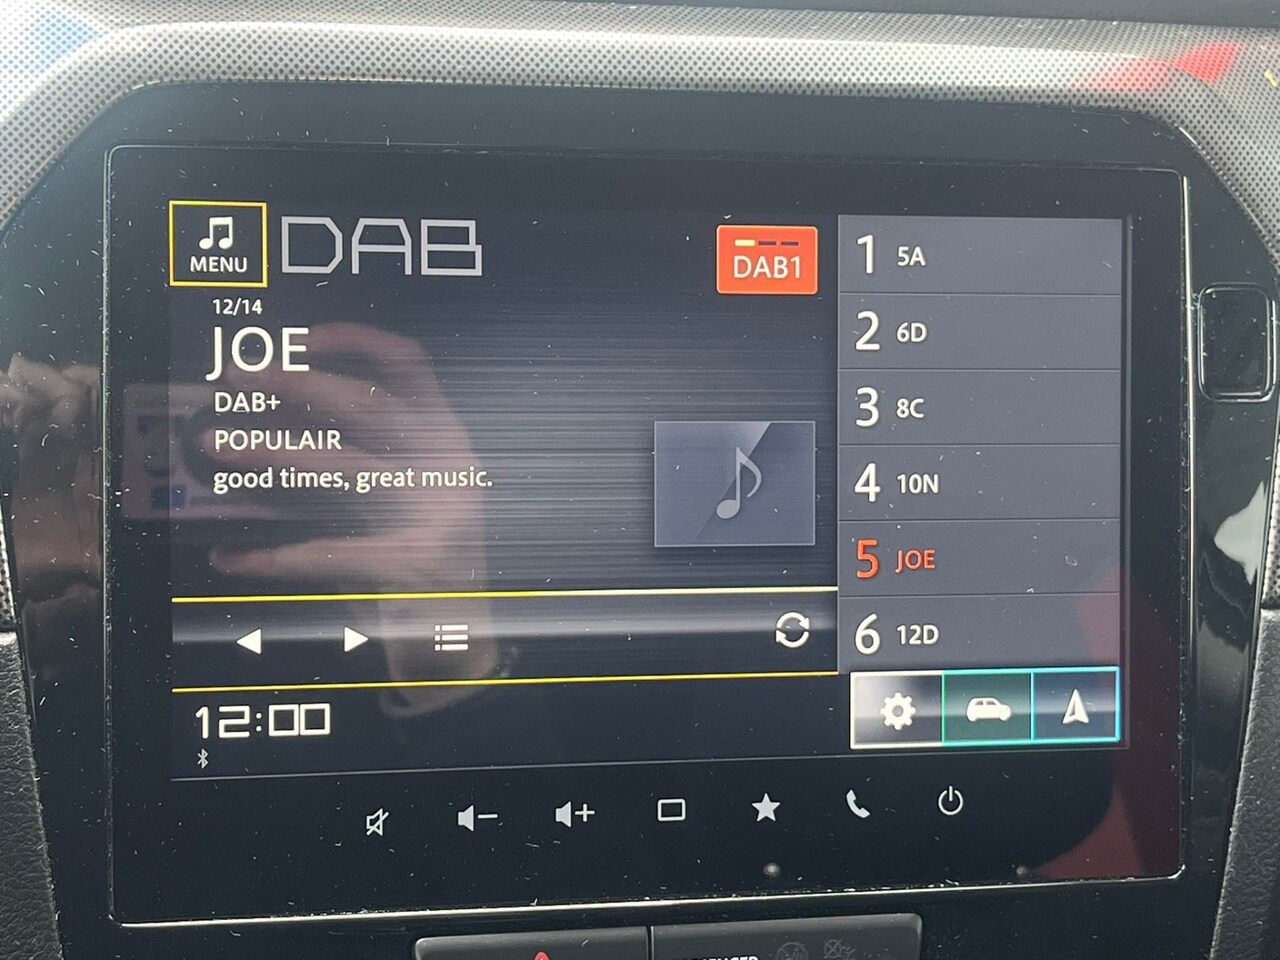 MENU
DAB
DAB1
12/14
JOE
DAB+
POPULAIR
good times, great music.
1 5A
2 6D
3 8C
4 10N
5 JOE
6 12D
12:00